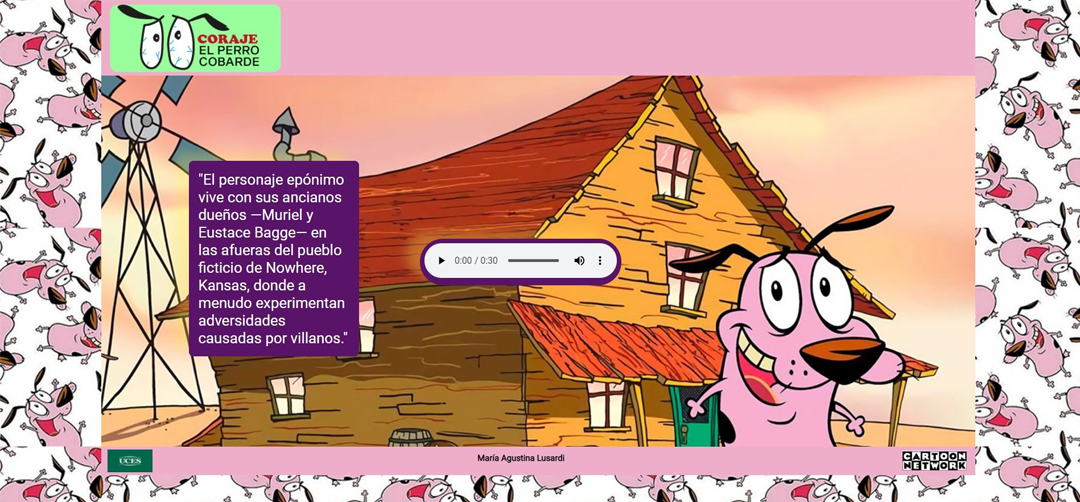 CORAJE
EL PERRO
COBARDE
"El personaje epónimo
vive con sus ancianos
dueños —Muriel y
Eustace Bagge— en
las afueras del pueblo
ficticio de Nowhere,
Kansas, donde a
menudo experimentan
adversidades
causadas por villanos."
0:00 / 0:30
UCES
María Agustina Lusardi
CARTOON
NETWORK